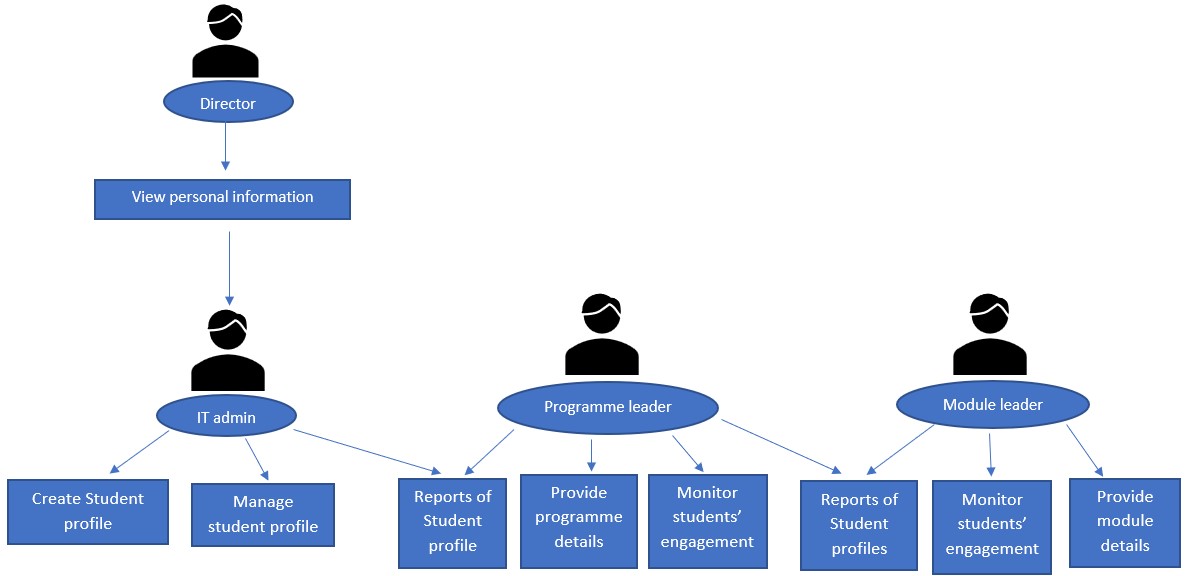 Director
View personal information
IT admin
Programme leader
Module leader
Create Student
profile
Manage
student profile
Reports of
Student
profile
Provide
programme
details
Monitor
students’
engagement
Reports of
Student
profiles
Monitor
students’
engagement
Provide
module
details